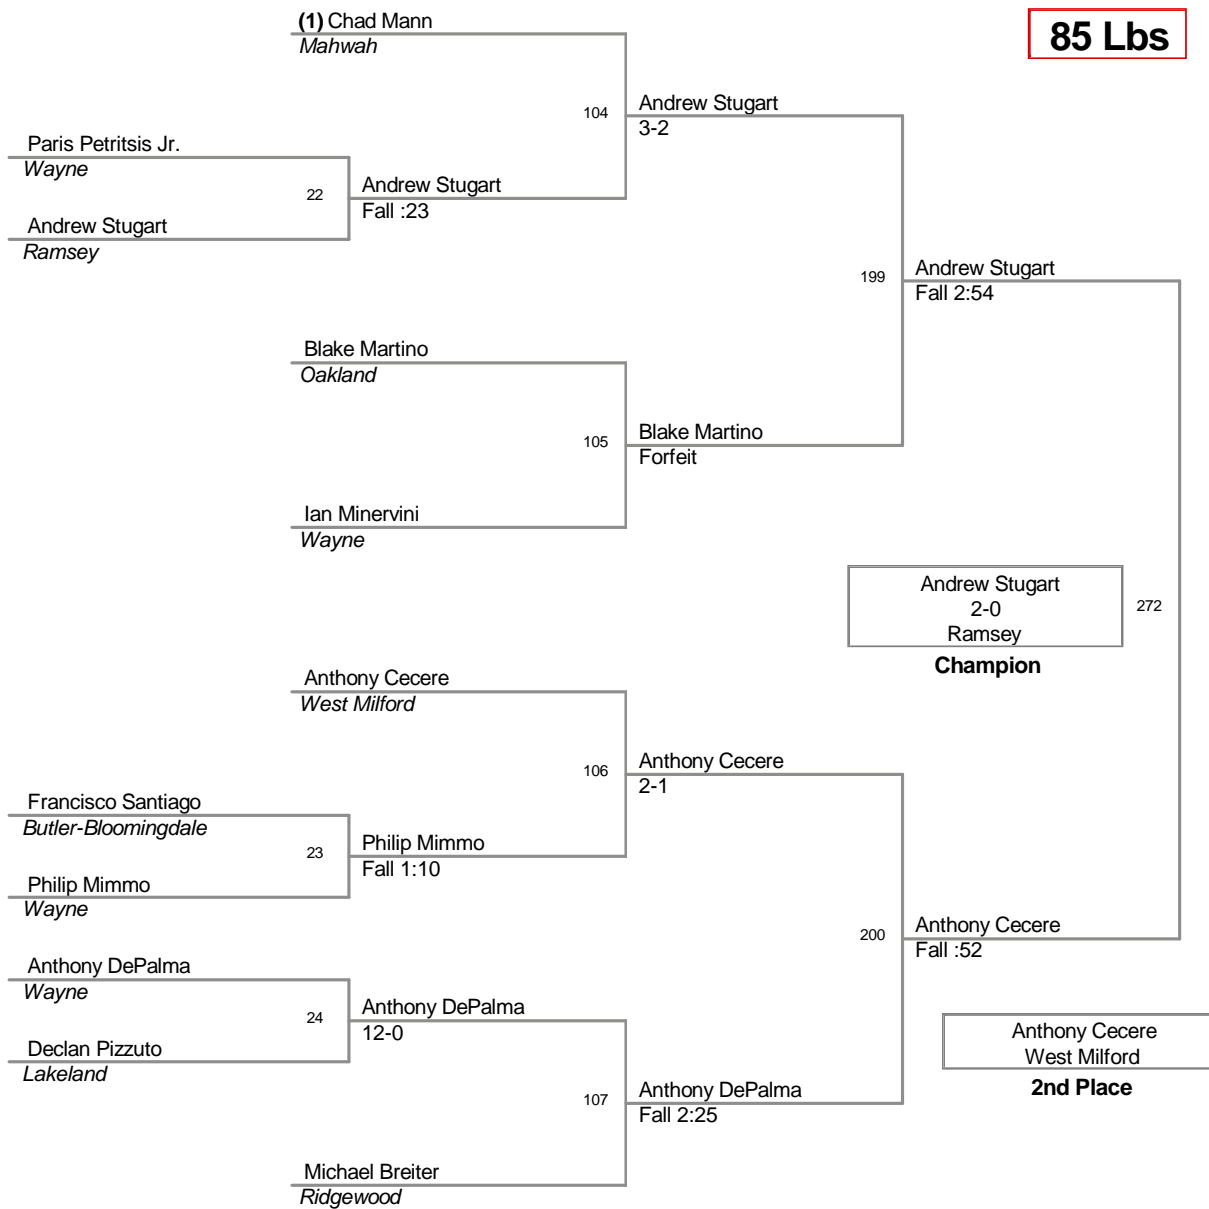 (1) Chad Mann
Mahwah
85 Lbs
104
Andrew Stugart
3-2
Paris Petritsis Jr.
Wayne
22
Andrew Stugart
Fall :23
Andrew Stugart
Ramsey
199
Andrew Stugart
Fall 2:54
Blake Martino
Oakland
105
Blake Martino
Forfeit
Ian Minervini
Wayne
Andrew Stugart
2-0
Ramsey
272
Champion
Anthony Cecere
West Milford
106
Anthony Cecere
2-1
Francisco Santiago
Butler-Bloomingdale
23
Philip Mimmo
Fall 1:10
Philip Mimmo
Wayne
200
Anthony Cecere
Fall :52
Anthony DePalma
Wayne
24
Anthony DePalma
12-0
Declan Pizzuto
Lakeland
Anthony Cecere
West Milford
2nd Place
107
Anthony DePalma
Fall 2:25
Michael Breiter
Ridgewood